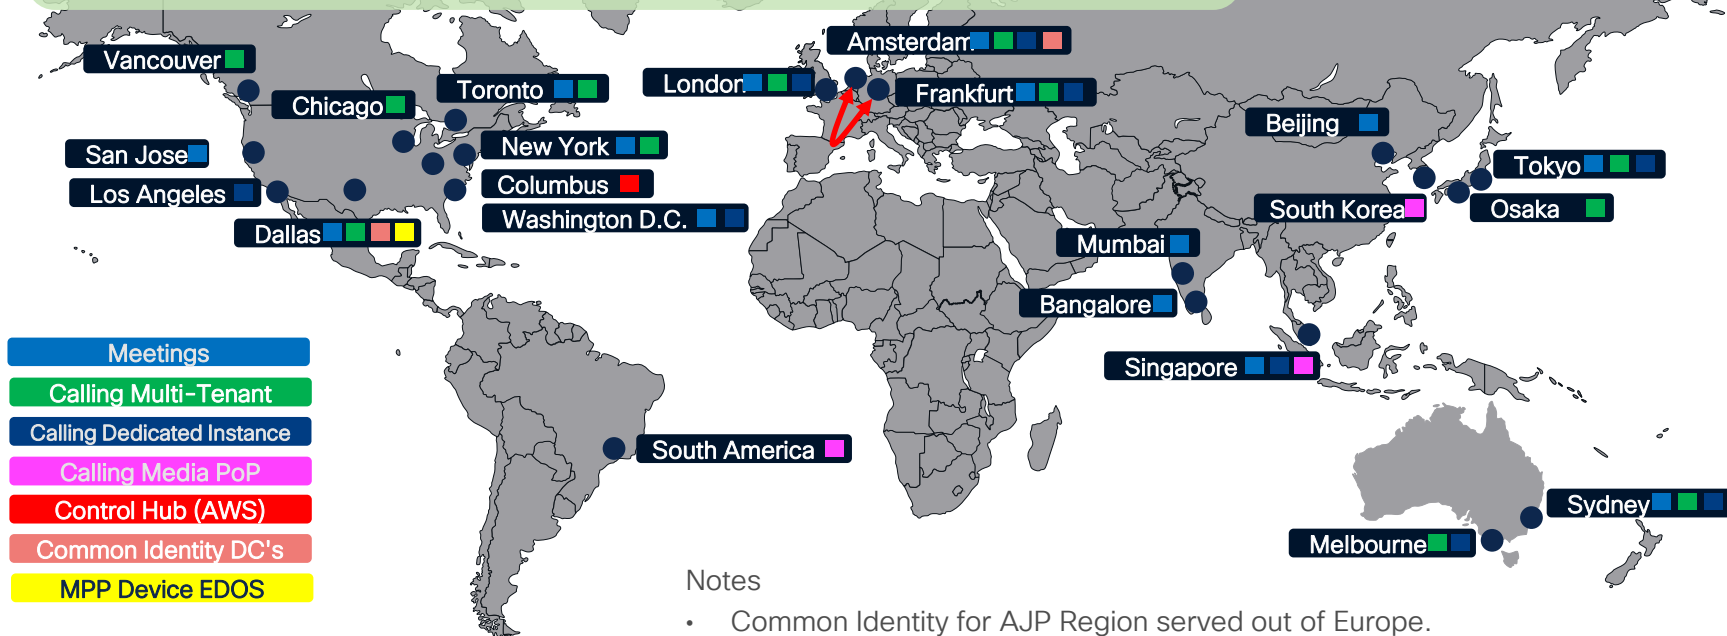 Vancouver
Amsterdam
London
Toronto
Frankfurt
Chicago
Beijing
San Jose
New York
Tokyo
Los Angeles
Columbus
South Korea
Osaka
Washington D.C.
Dallas
Mumbai
Bangalore
Singapore
Meetings
Calling Multi-Tenant
Calling Dedicated Instance
Calling Media PoP
Control Hub (AWS)
Common Identity DC's
MPP Device EDOS
South America
Sydney
Melbourne
Notes
• Common Identity for AJP Region served out of Europe.